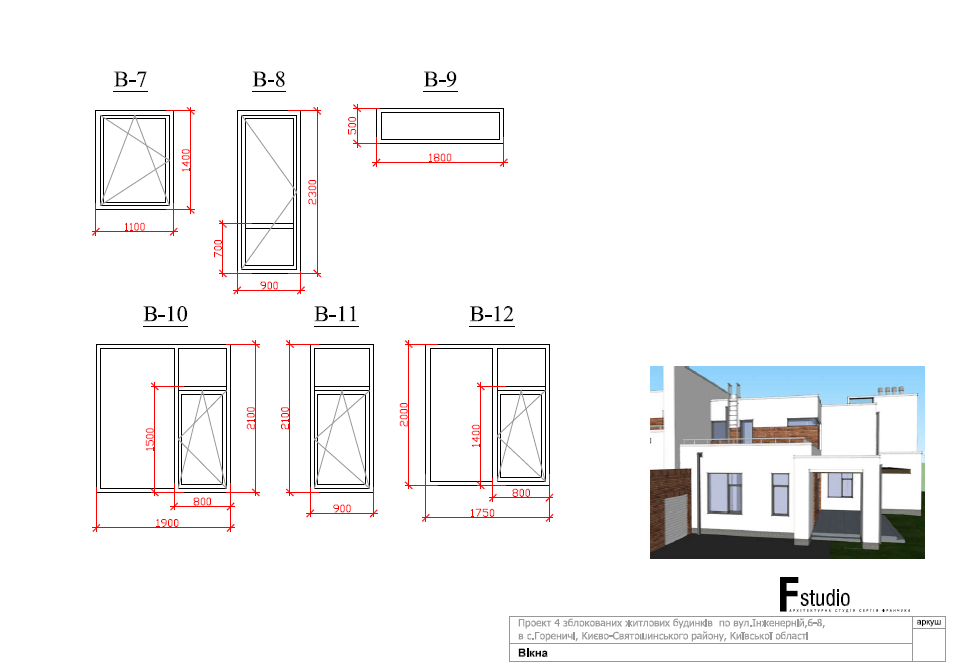 В-7
В-8
В-9
1400
1100
2300
700
900
500
1800
В-10
В-11
В-12
1500
2100
800
1900
2100
900
2000
1400
800
1750
Fstudio
АРХІТЕКТУРНА СТУДІЯ СЕРГІЯ ФРАНЧУКА
Проект 4 зблокованих житлових будинків по вул.Інженерній,6-8,
в с.Гореничі, Києво-Святошинського району, Київської області
Вікна
аркуш